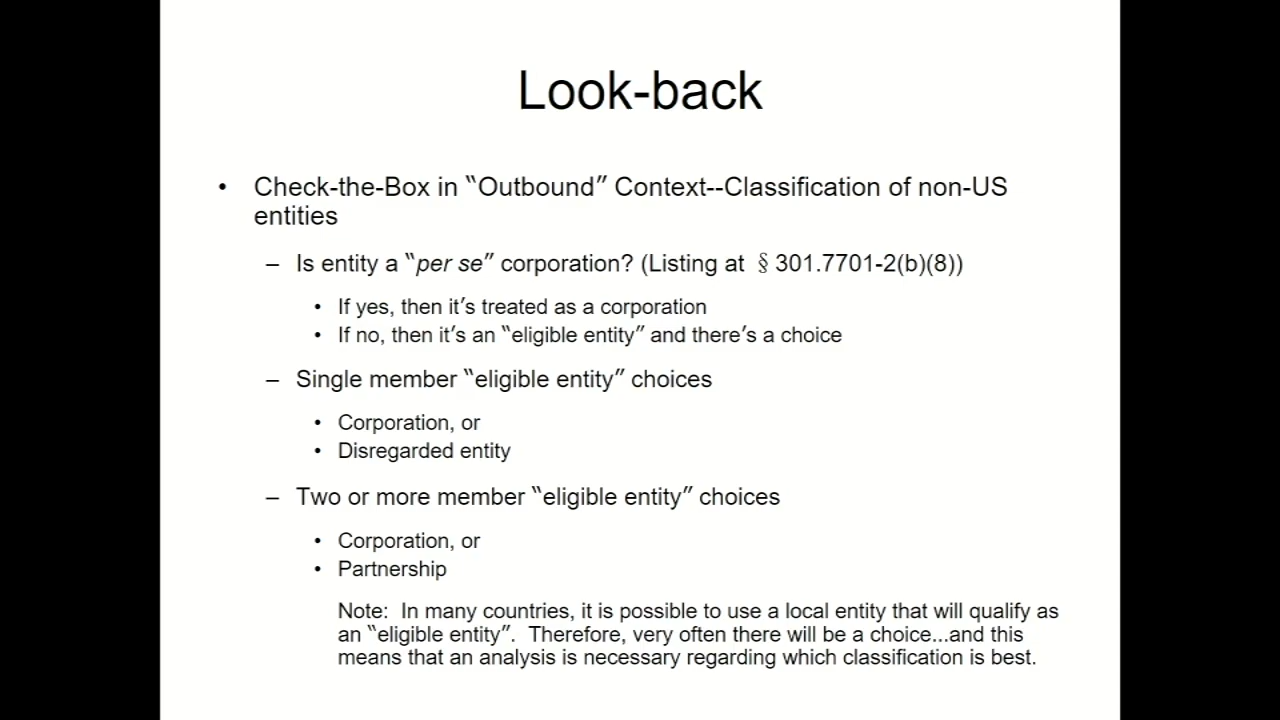 Look-back
• Check-the-Box in “Outbound” Context--Classification of non-US
entities
– Is entity a “per se” corporation? (Listing at § 301.7701-2(b)(8))
• If yes, then it’s treated as a corporation
• If no, then it’s an “eligible entity” and there’s a choice
– Single member “eligible entity” choices
• Corporation, or
• Disregarded entity
– Two or more member “eligible entity” choices
• Corporation, or
• Partnership
Note: In many countries, it is possible to use a local entity that will qualify as
an “eligible entity”. Therefore, very often there will be a choice...and this
means that an analysis is necessary regarding which classification is best.